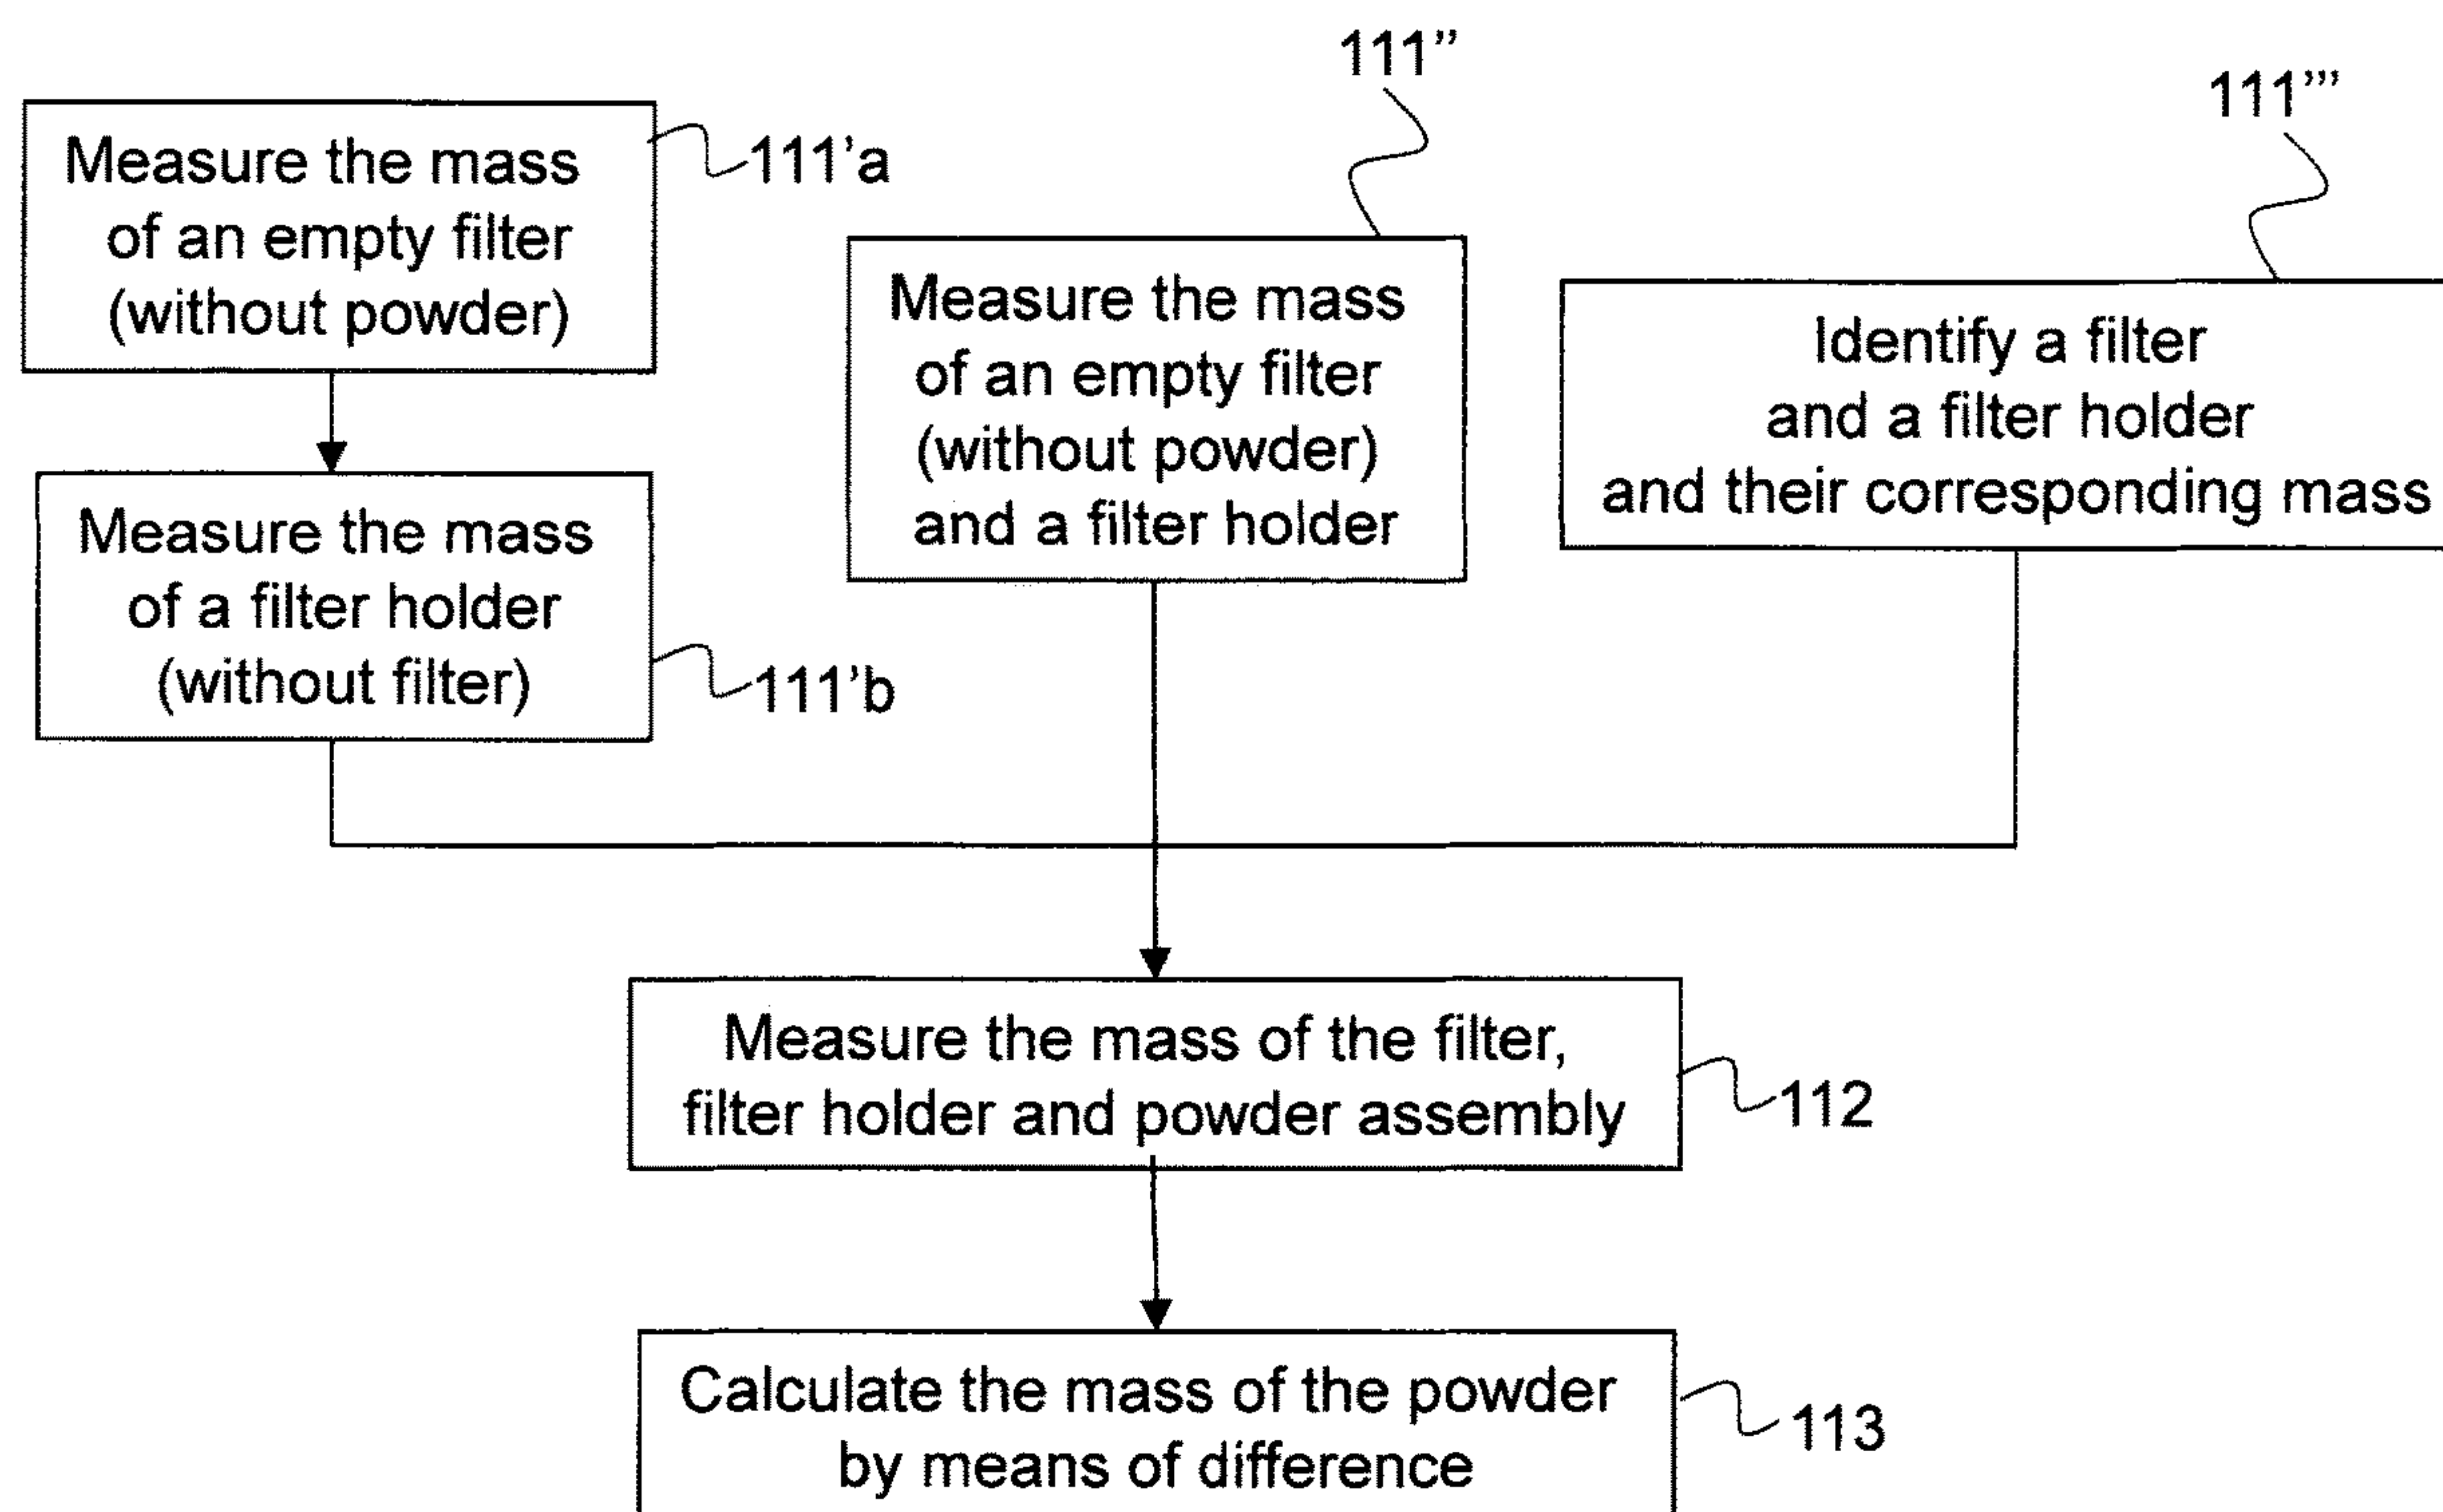 111’’
111’’’
Measure the mass
of an empty filter
(without powder)
111’a
Measure the mass
of a filter holder
(without filter)
111’b
Measure the mass
of an empty filter
(without powder)
and a filter holder
Identify a filter
and a filter holder
and their corresponding mass
Measure the mass of the filter,
filter holder and powder assembly
112
Calculate the mass of the powder
by means of difference
113